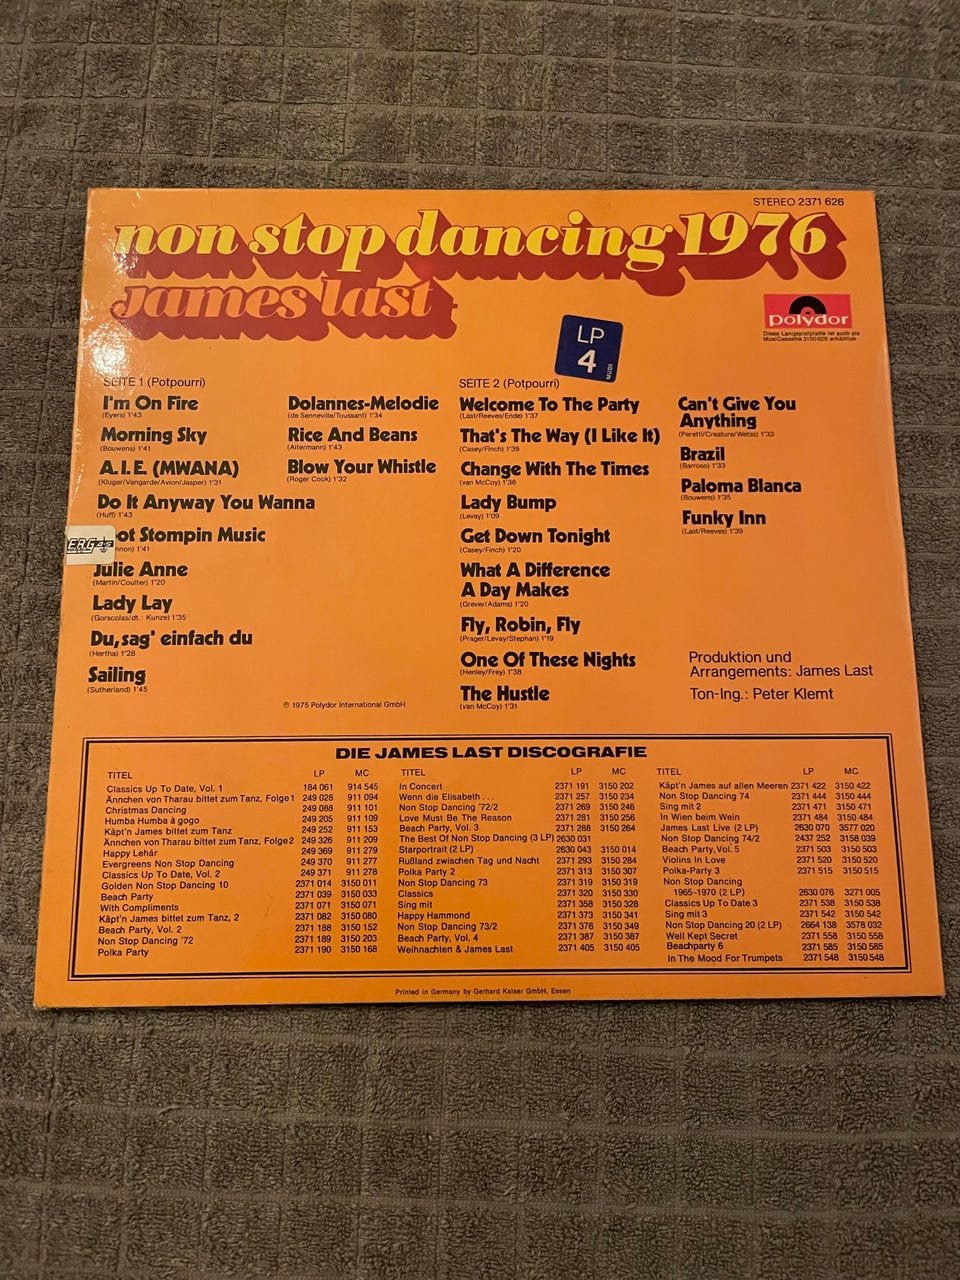 STEREO 2371 626
non stop dancing 1976
james last
polydor
Diese Langspielplatte ist auch als
MusiCassette 3150 626 erhältlich
LP
4
SEITE 1 (Potpourri)
I'm On Fire
(Eyers) 1'43
Morning Sky
(Bouwens) 1'41
A.I.E. (MWANA)
(Kluger/Vangarde/Avion/Jasper) 1'31
Do It Anyway You Wanna
(Huff) 1'43
Stompin Music
1'41
Julie Anne
(Martin/Coulter) 1'20
Lady Lay
(Gorscolas/dt.: Kunze) 1'35
Du, sag' einfach du
(Hertha) 1'28
Sailing
(Sutherland) 1'45
Dolannes-Melodie
(de Senneville/Toussant) 1'34
Rice And Beans
(Altermann) 1'43
Blow Your Whistle
(Roger Cook) 1'32
℗ 1975 Polydor International GmbH
SEITE 2 (Potpourri)
Welcome To The Party
(Last/Reeves/Ende) 1'37
That's The Way (I Like It)
(Casey/Finch) 1'39
Change With The Times
(van McCoy) 1'36
Lady Bump
(Levay) 1'09
Get Down Tonight
(Casey/Finch) 1'20
What A Difference
A Day Makes
(Grever/Adams) 1'20
Fly, Robin, Fly
(Prager/Levay/Stephan) 1'19
One Of These Nights
(Henley/Frey) 1'38
The Hustle
(van McCoy) 1'31
Can't Give You
Anything
(Peretti/Creature/Wetss) 1'33
Brazil
(Barroso) 1'33
Paloma Blanca
(Bouwens) 1'35
Funky Inn
(Last/Reeves) 1'39
Produktion und
Arrangements: James Last
Ton-Ing.: Peter Klemt
DIE JAMES LAST DISCOGRAFIE
TITEL LP MC
Classics Up To Date, Vol. 1 184 061 914 545
Ännchen von Tharau bittet zum Tanz, Folge 1 249 028 911 094
Christmas Dancing 249 088 911 101
Humba Humba à gogo 249 205 911 109
Käpt'n James bittet zum Tanz 249 252 911 153
Ännchen von Tharau bittet zum Tanz, Folge 2 249 326 911 209
Happy Lehár 249 369 911 279
Evergreens Non Stop Dancing 249 370 911 277
Classics Up To Date, Vol. 2 249 371 911 278
Golden Non Stop Dancing 10 2371 014 3150 011
Beach Party 2371 039 3150 033
With Compliments 2371 071 3150 071
Käpt'n James bittet zum Tanz, 2 2371 082 3150 080
Beach Party, Vol. 2 2371 188 3150 152
Non Stop Dancing '72 2371 189 3150 203
Polka Party 2371 190 3150 168
TITEL LP MC
In Concert 2371 191 3150 202
Wenn die Elisabeth . . . 2371 257 3150 234
Non Stop Dancing '72/2 2371 269 3150 246
Love Must Be The Reason 2371 281 3150 256
Beach Party, Vol. 3 2371 288 3150 264
The Best Of Non Stop Dancing (3 LP) 2630 031
Starportrait (2 LP) 2630 043 3150 014
Rußland zwischen Tag und Nacht 2371 293 3150 284
Polka Party 2 2371 313 3150 307
Non Stop Dancing 73 2371 319 3150 319
Classics 2371 320 3150 330
Sing mit 2371 358 3150 328
Happy Hammond 2371 373 3150 341
Non Stop Dancing 73/2 2371 376 3150 349
Beach Party, Vol. 4 2371 387 3150 387
Weihnachten & James Last 2371 405 3150 405
TITEL LP MC
Käpt'n James auf allen Meeren 2371 422 3150 422
Non Stop Dancing 74 2371 444 3150 444
Sing mit 2 2371 471 3150 471
In Wien beim Wein 2371 484 3150 484
James Last Live (2 LP) 2630 070 3577 020
Non Stop Dancing 74/2 2437 252 3158 039
Beach Party, Vol. 5 2371 503 3150 503
Violins In Love 2371 520 3150 520
Polka-Party 3 2371 515 3150 515
Non Stop Dancing
1965-1970 (2 LP) 2630 076 3271 005
Classics Up To Date 3 2371 538 3150 538
Sing mit 3 2371 542 3150 542
Non Stop Dancing 20 (2 LP) 2664 138 3578 032
Well Kept Secret 2371 558 3150 558
Beachparty 6 2371 585 3150 585
In The Mood For Trumpets 2371 548 3150 548
Printed in Germany by Gerhard Kaiser GmbH, Essen